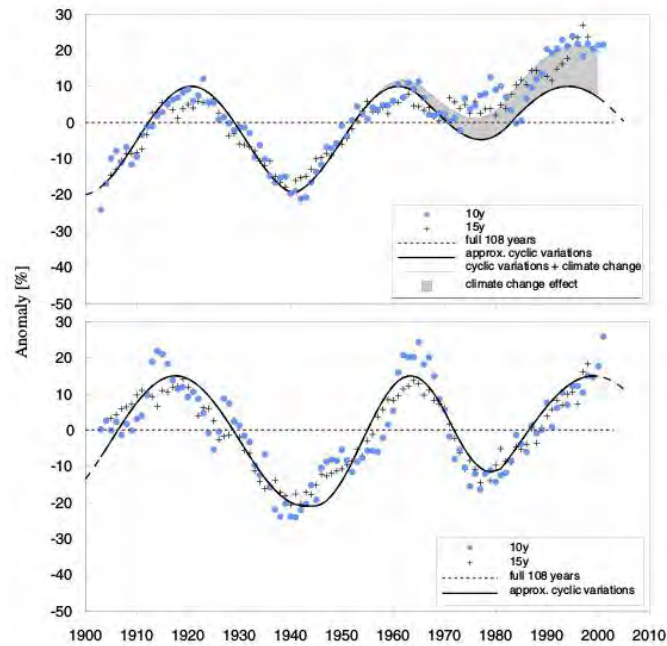 30
20
10
0
-10
-20
-30
-40
-50
10y
15y
full 108 years
approx. cyclic variations
cyclic variations + climate change
climate change effect
Anomaly [%]
30
20
10
0
-10
-20
-30
-40
-50
10y
15y
full 108 years
approx. cyclic variations
1900 1910 1920 1930 1940 1950 1960 1970 1980 1990 2000 2010